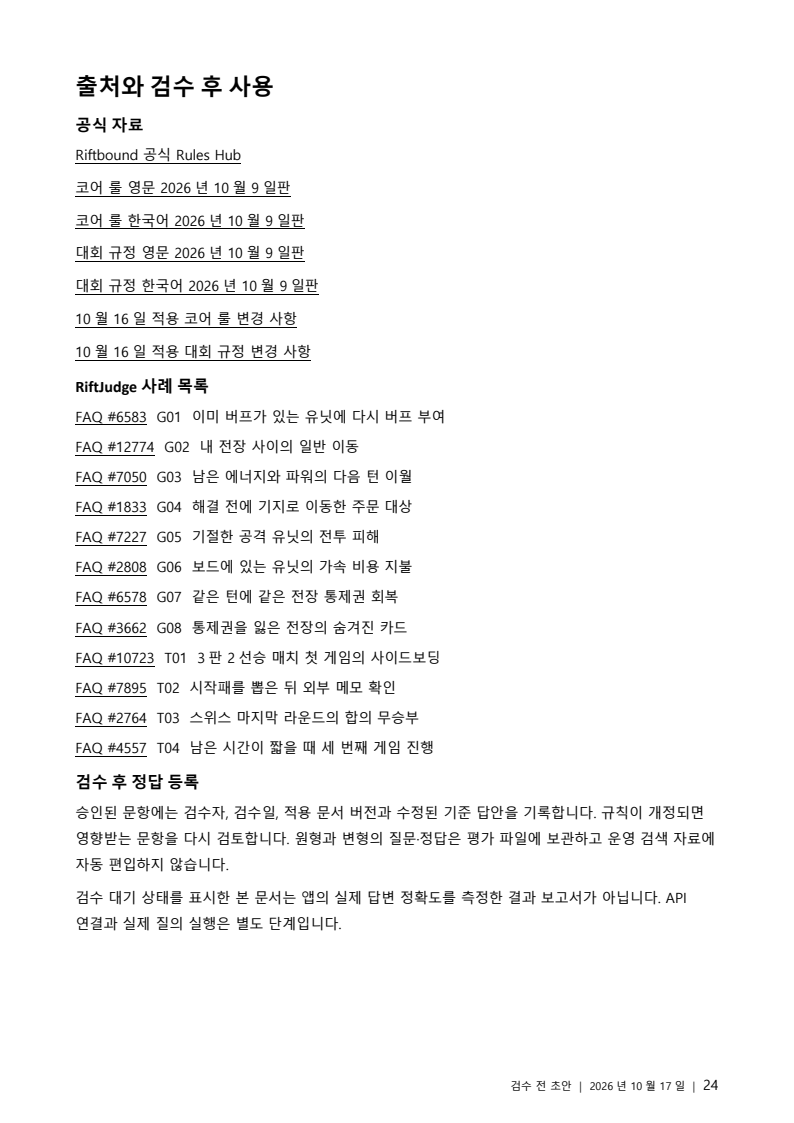 출처와 검수 후 사용
공식 자료
Riftbound 공식 Rules Hub
코어 룰 영문 2026 년 10 월 9 일판
코어 룰 한국어 2026 년 10 월 9 일판
대회 규정 영문 2026 년 10 월 9 일판
대회 규정 한국어 2026 년 10 월 9 일판
10 월 16 일 적용 코어 룰 변경 사항
10 월 16 일 적용 대회 규정 변경 사항
RiftJudge 사례 목록
FAQ #6583 G01 이미 버프가 있는 유닛에 다시 버프 부여
FAQ #12774 G02 내 전장 사이의 일반 이동
FAQ #7050 G03 남은 에너지와 파워의 다음 턴 이월
FAQ #1833 G04 해결 전에 기지로 이동한 주문 대상
FAQ #7227 G05 기절한 공격 유닛의 전투 피해
FAQ #2808 G06 보드에 있는 유닛의 가속 비용 지불
FAQ #6578 G07 같은 턴에 같은 전장 통제권 회복
FAQ #3662 G08 통제권을 잃은 전장의 숨겨진 카드
FAQ #10723 T01 3 판 2 선승 매치 첫 게임의 사이드보딩
FAQ #7895 T02 시작패를 뽑은 뒤 외부 메모 확인
FAQ #2764 T03 스위스 마지막 라운드의 합의 무승부
FAQ #4557 T04 남은 시간이 짧을 때 세 번째 게임 진행
검수 후 정답 등록
승인된 문항에는 검수자, 검수일, 적용 문서 버전과 수정된 기준 답안을 기록합니다. 규칙이 개정되면
영향받는 문항을 다시 검토합니다. 원형과 변형의 질문·정답은 평가 파일에 보관하고 운영 검색 자료에
자동 편입하지 않습니다.
검수 대기 상태를 표시한 본 문서는 앱의 실제 답변 정확도를 측정한 결과 보고서가 아닙니다. API
연결과 실제 질의 실행은 별도 단계입니다.
검수 전 초안 | 2026 년 10 월 17 일 | 24